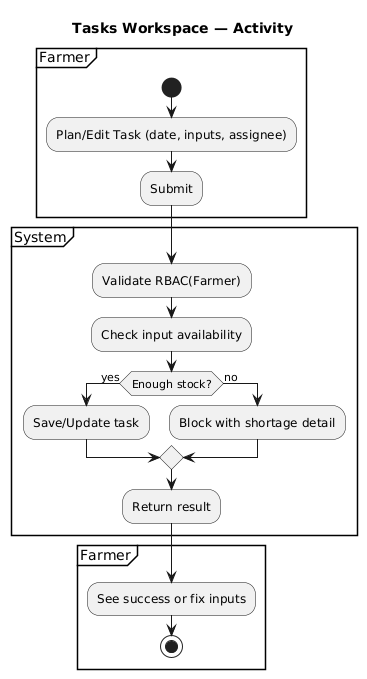 Tasks Workspace — Activity
Farmer
Plan/Edit Task (date, inputs, assignee)
Submit
System
Validate RBAC(Farmer)
Check input availability
Enough stock?
yes
no
Save/Update task
Block with shortage detail
Return result
Farmer
See success or fix inputs